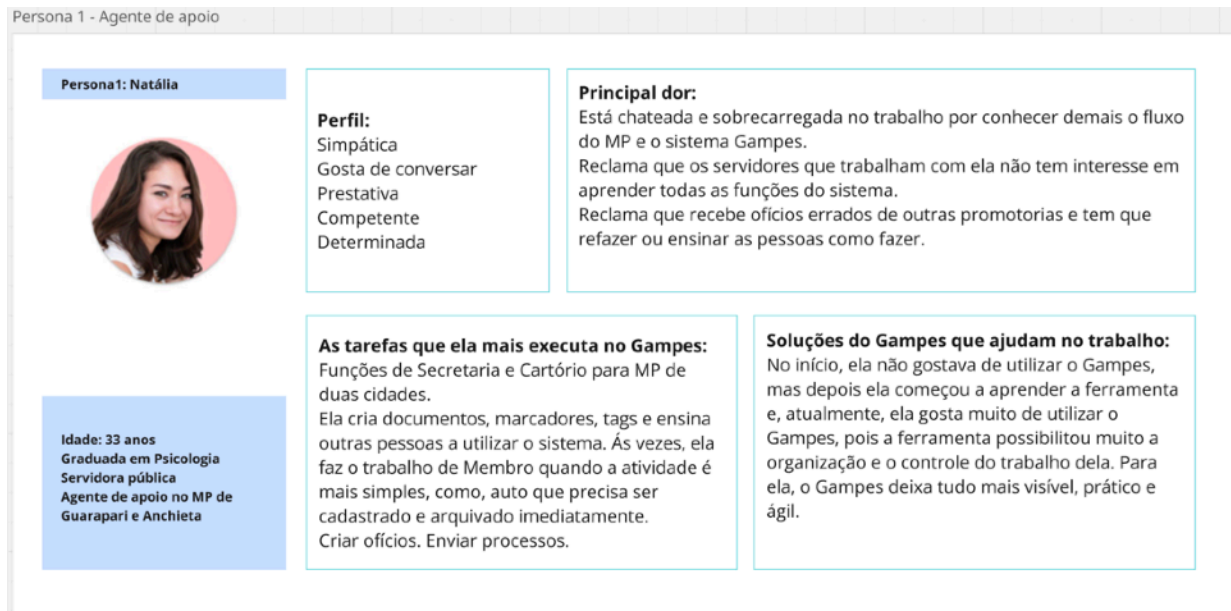 Persona 1 - Agente de apoio
Persona1: Natália
Perfil:
Simpática
Gosta de conversar
Prestativa
Competente
Determinada
Principal dor:
Está chateada e sobrecarregada no trabalho por conhecer demais o fluxo
do MP e o sistema Gampes.
Reclama que os servidores que trabalham com ela não tem interesse em
aprender todas as funções do sistema.
Reclama que recebe ofícios errados de outras promotorias e tem que
refazer ou ensinar as pessoas como fazer.
Idade: 33 anos
Graduada em Psicologia
Servidora pública
Agente de apoio no MP de
Guarapari e Anchieta
As tarefas que ela mais executa no Gampes:
Funções de Secretaria e Cartório para MP de
duas cidades.
Ela cria documentos, marcadores, tags e ensina
outras pessoas a utilizar o sistema. Ás vezes, ela
faz o trabalho de Membro quando a atividade é
mais simples, como, auto que precisa ser
cadastrado e arquivado imediatamente.
Criar ofícios. Enviar processos.
Soluções do Gampes que ajudam no trabalho:
No início, ela não gostava de utilizar o Gampes,
mas depois ela começou a aprender a ferramenta
e, atualmente, ela gosta muito de utilizar o
Gampes, pois a ferramenta possibilitou muito a
organização e o controle do trabalho dela. Para
ela, o Gampes deixa tudo mais visível, prático e
ágil.